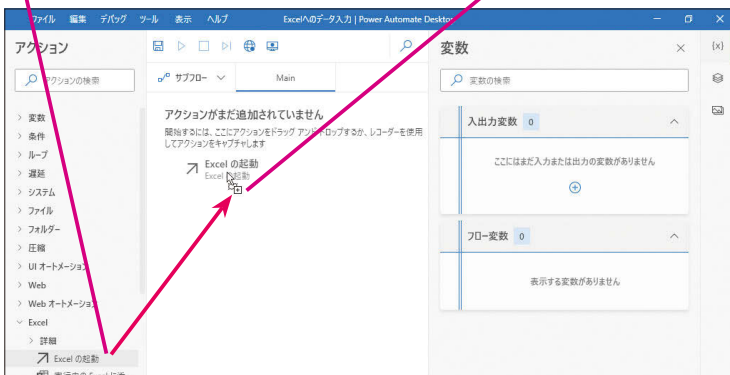 ファイル 編集 デバッグ ツール 表示 ヘルプ Excelへのデータ入力 | Power Automate Desktop
アクション
アクションの検索
変数
条件
ループ
遅延
システム
ファイル
フォルダー
圧縮
UI オートメーション
Web
Web オートメーション
Excel
詳細
Excel の起動
サブフロー Main
アクションがまだ追加されていません
開始するには、ここにアクションをドラッグ アンド ドロップするか、レコーダーを使用
してアクションをキャプチャします
Excel の起動
Excel の起動
変数
{x}
変数の検索
入出力変数 0
ここにはまだ入力または出力の変数がありません
フロー変数 0
表示する変数がありません